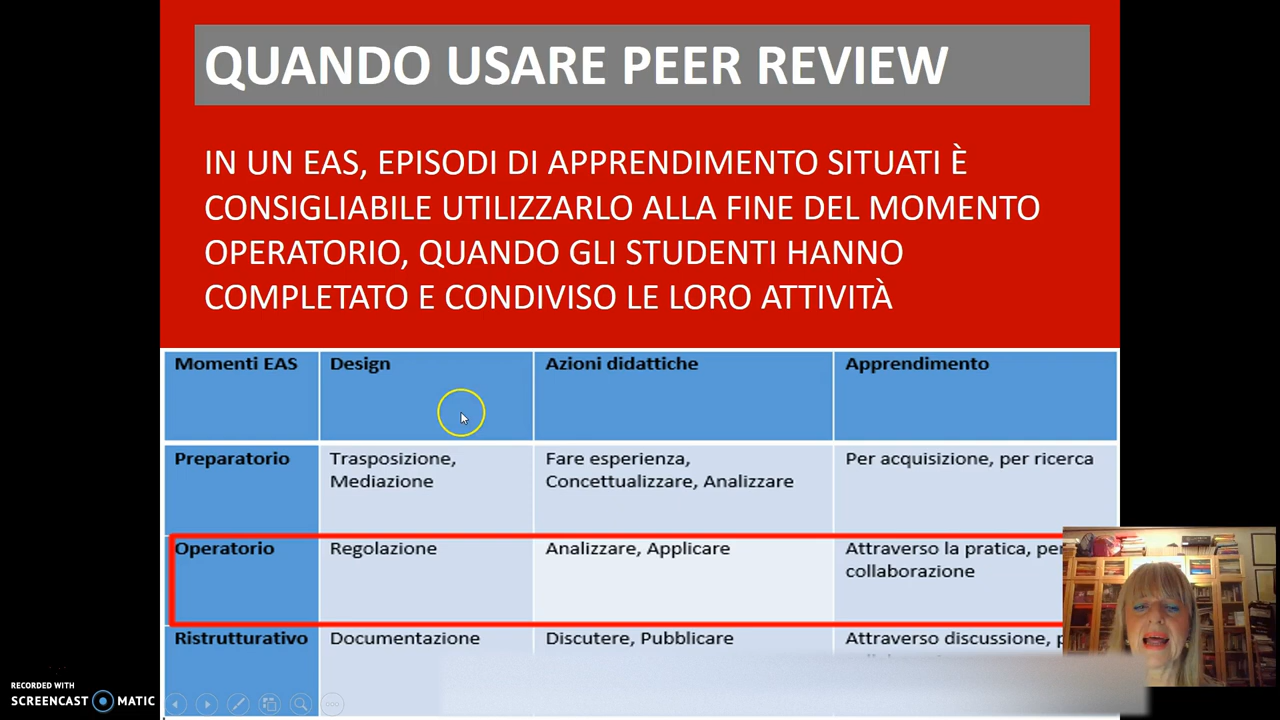 QUANDO USARE PEER REVIEW
IN UN EAS, EPISODI DI APPRENDIMENTO SITUATI È
CONSIGLIABILE UTILIZZARLO ALLA FINE DEL MOMENTO
OPERATORIO, QUANDO GLI STUDENTI HANNO
COMPLETATO E CONDIVISO LE LORO ATTIVITÀ
Momenti EAS Design Azioni didattiche Apprendimento
Preparatorio Trasposizione, Fare esperienza, Per acquisizione, per ricerca
Mediazione Concettualizzare, Analizzare
Operatorio Regolazione Analizzare, Applicare Attraverso la pratica, per
collaborazione
Ristrutturativo Documentazione Discutere, Pubblicare Attraverso discussione,
RECORDED WITH
SCREENCAST MATIC